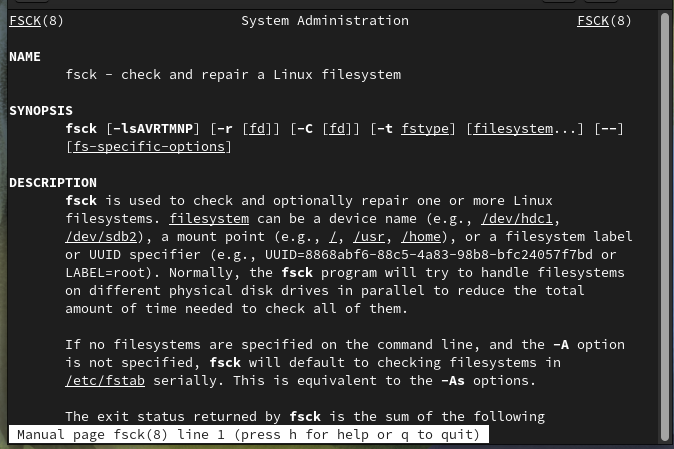 FSCK(8) System Administration FSCK(8)
NAME
fsck - check and repair a Linux filesystem
SYNOPSIS
fsck [-lsAVRTMNP] [-r [fd]] [-C [fd]] [-t fstype] [filesystem...] [--]
[fs-specific-options]
DESCRIPTION
fsck is used to check and optionally repair one or more Linux
filesystems. filesystem can be a device name (e.g., /dev/hdc1,
/dev/sdb2), a mount point (e.g., /, /usr, /home), or a filesystem label
or UUID specifier (e.g., UUID=8868abf6-88c5-4a83-98b8-bfc24057f7bd or
LABEL=root). Normally, the fsck program will try to handle filesystems
on different physical disk drives in parallel to reduce the total
amount of time needed to check all of them.
If no filesystems are specified on the command line, and the -A option
is not specified, fsck will default to checking filesystems in
/etc/fstab serially. This is equivalent to the -As options.
The exit status returned by fsck is the sum of the following
Manual page fsck(8) line 1 (press h for help or q to quit)